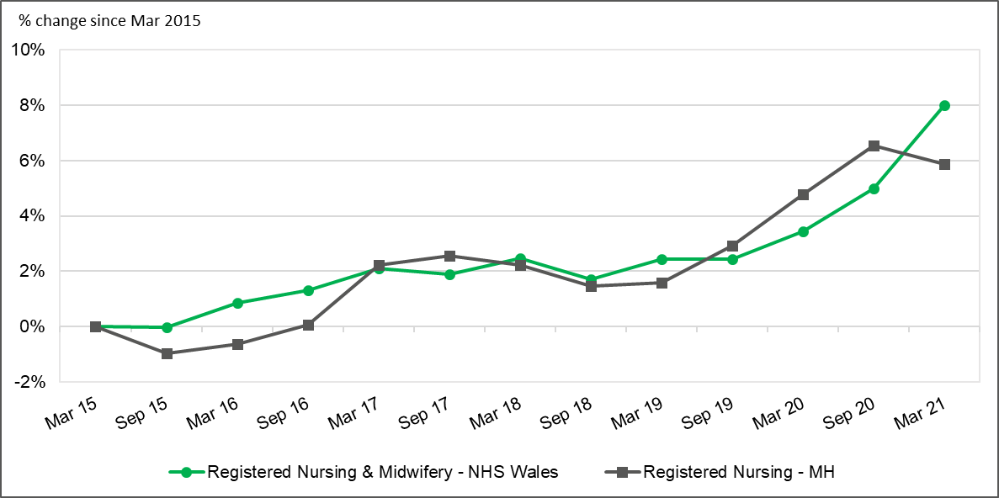 % change since Mar 2015
10%
8%
6%
4%
2%
0%
-2%
Mar 15 Sep 15 Mar 16 Sep 16 Mar 17 Sep 17 Mar 18 Sep 18 Mar 19 Sep 19 Mar 20 Sep 20 Mar 21
Registered Nursing & Midwifery - NHS Wales Registered Nursing - MH